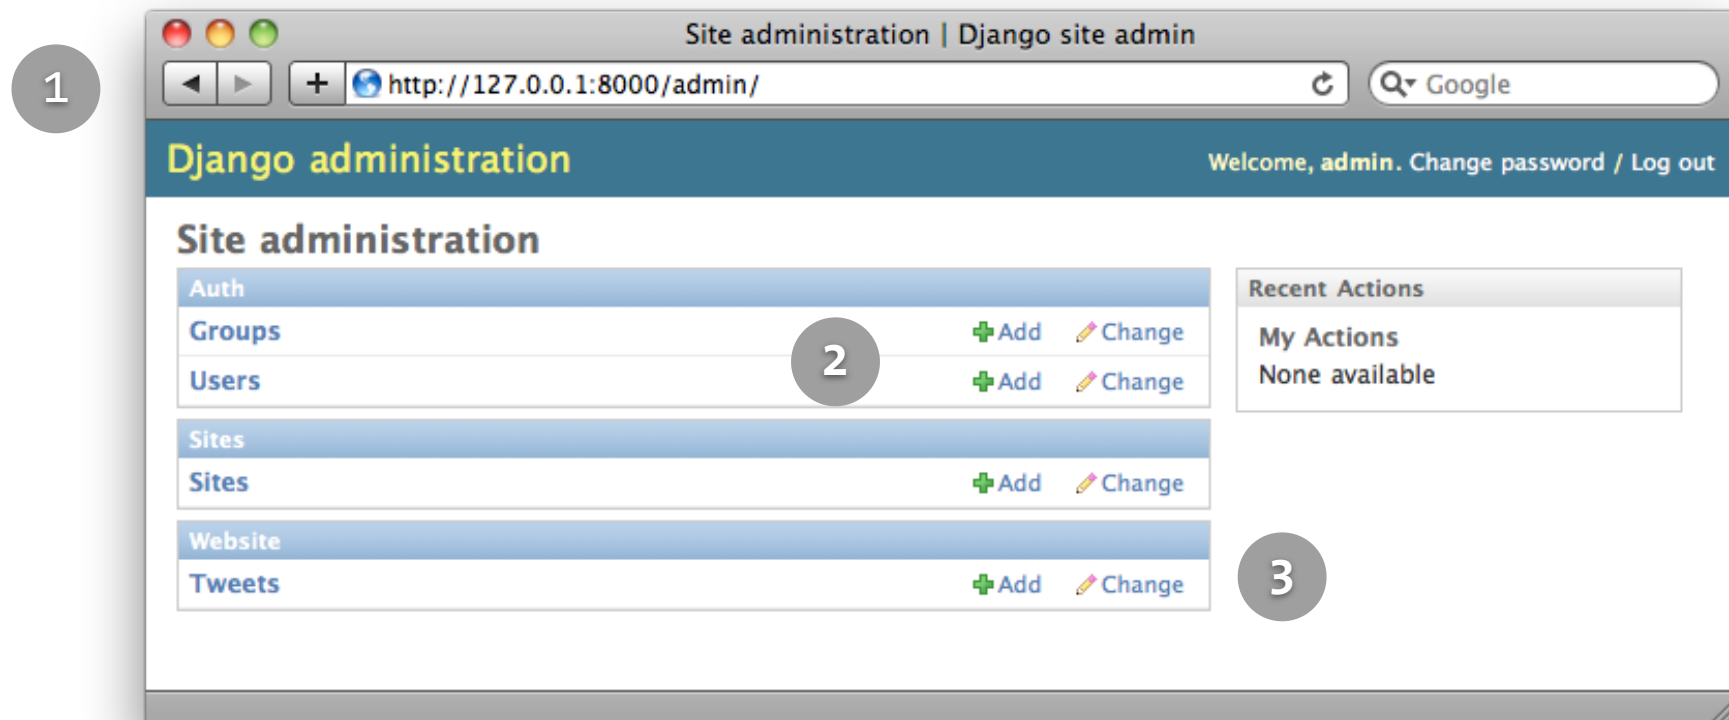 Site administration | Django site admin
1
http://127.0.0.1:8000/admin/
Google
Django administration
Welcome, admin. Change password / Log out
Site administration
Auth
Groups Add Change
2
Users Add Change
Sites
Sites Add Change
Website
Tweets Add Change
3
Recent Actions
My Actions
None available